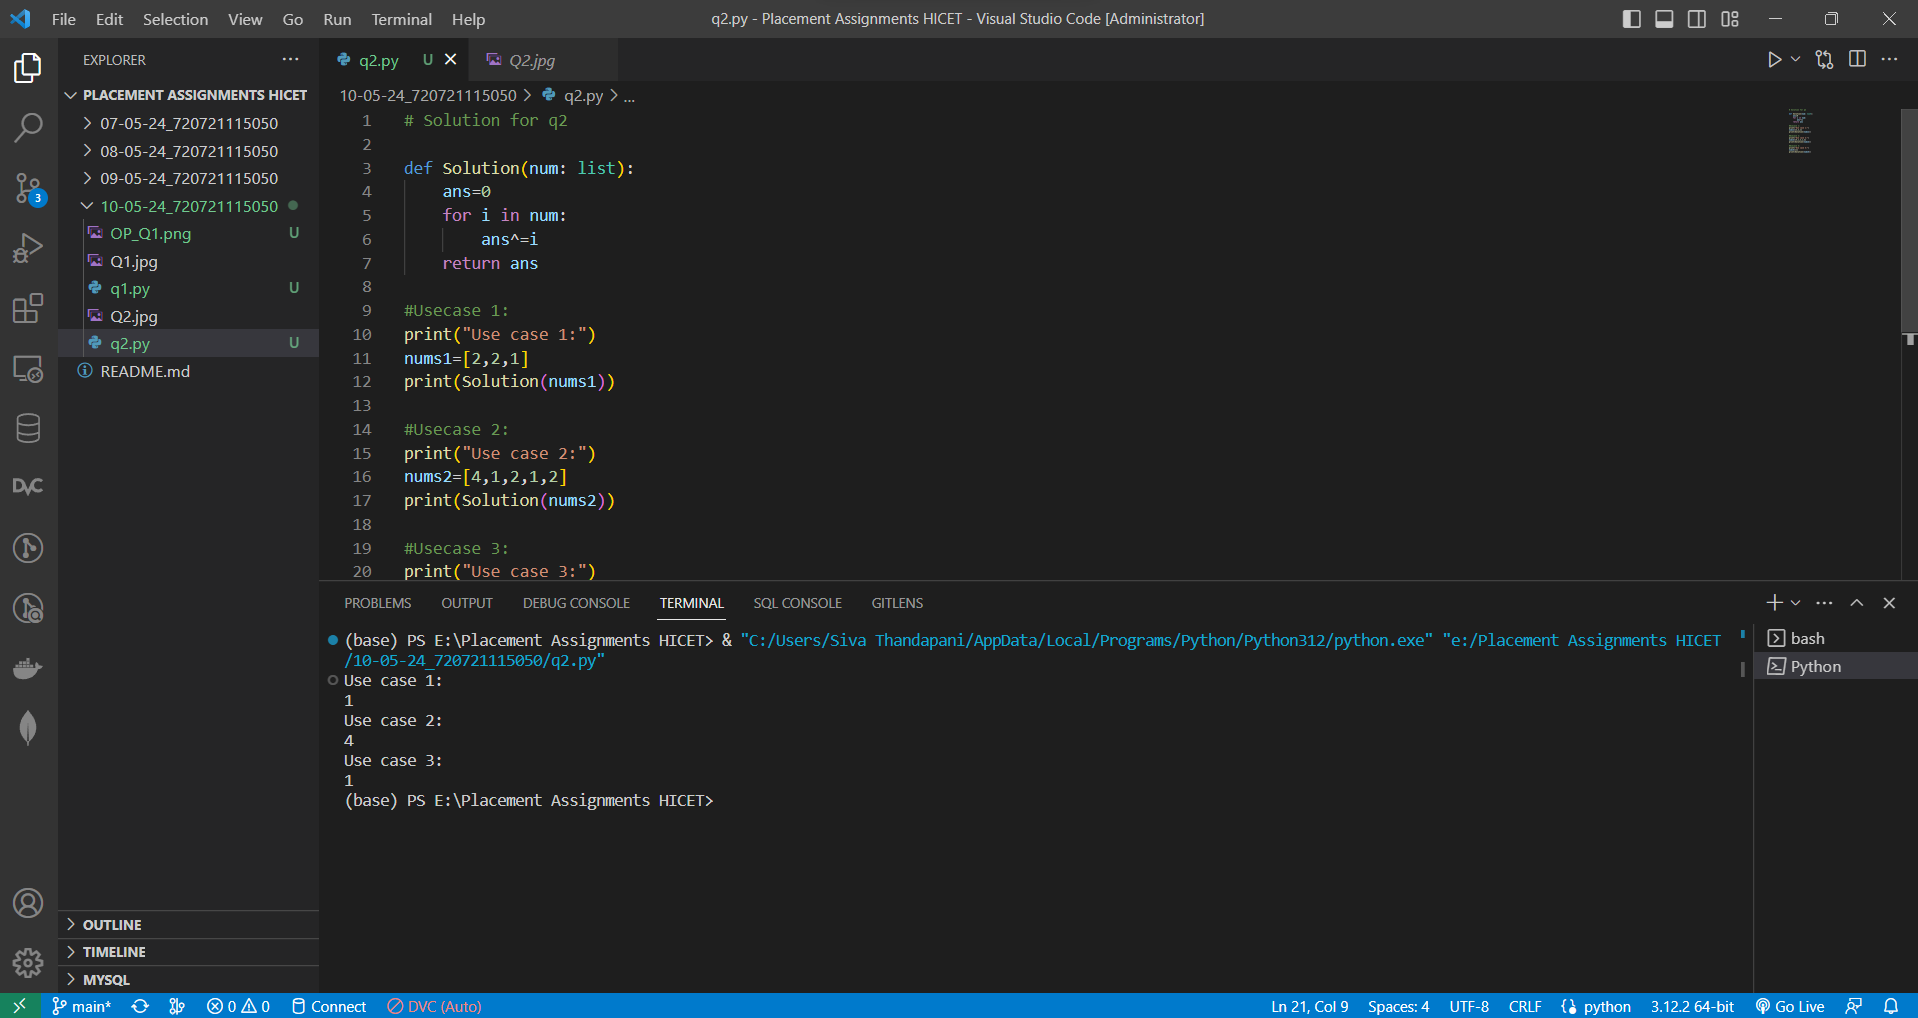 File Edit Selection View Go Run Terminal Help
q2.py - Placement Assignments HICET - Visual Studio Code [Administrator]
EXPLORER
PLACEMENT ASSIGNMENTS HICET
07-05-24_720721115050
08-05-24_720721115050
09-05-24_720721115050
10-05-24_720721115050
OP_Q1.png U
Q1.jpg
q1.py U
Q2.jpg
q2.py U
README.md
OUTLINE
TIMELINE
MYSQL
3
DVC
q2.py U
Q2.jpg
10-05-24_720721115050 > q2.py > ...
1 # Solution for q2
2
3 def Solution(num: list):
4 ans=0
5 for i in num:
6 ans^=i
7 return ans
8
9 #Usecase 1:
10 print("Use case 1:")
11 nums1=[2,2,1]
12 print(Solution(nums1))
13
14 #Usecase 2:
15 print("Use case 2:")
16 nums2=[4,1,2,1,2]
17 print(Solution(nums2))
18
19 #Usecase 3:
20 print("Use case 3:")
PROBLEMS OUTPUT DEBUG CONSOLE TERMINAL SQL CONSOLE GITLENS
(base) PS E:\Placement Assignments HICET> & "C:/Users/Siva Thandapani/AppData/Local/Programs/Python/Python312/python.exe" "e:/Placement Assignments HICET
/10-05-24_720721115050/q2.py"
Use case 1:
1
Use case 2:
4
Use case 3:
1
(base) PS E:\Placement Assignments HICET>
bash
Python
main* 0 0 Connect DVC (Auto) Ln 21, Col 9 Spaces: 4 UTF-8 CRLF python 3.12.2 64-bit Go Live